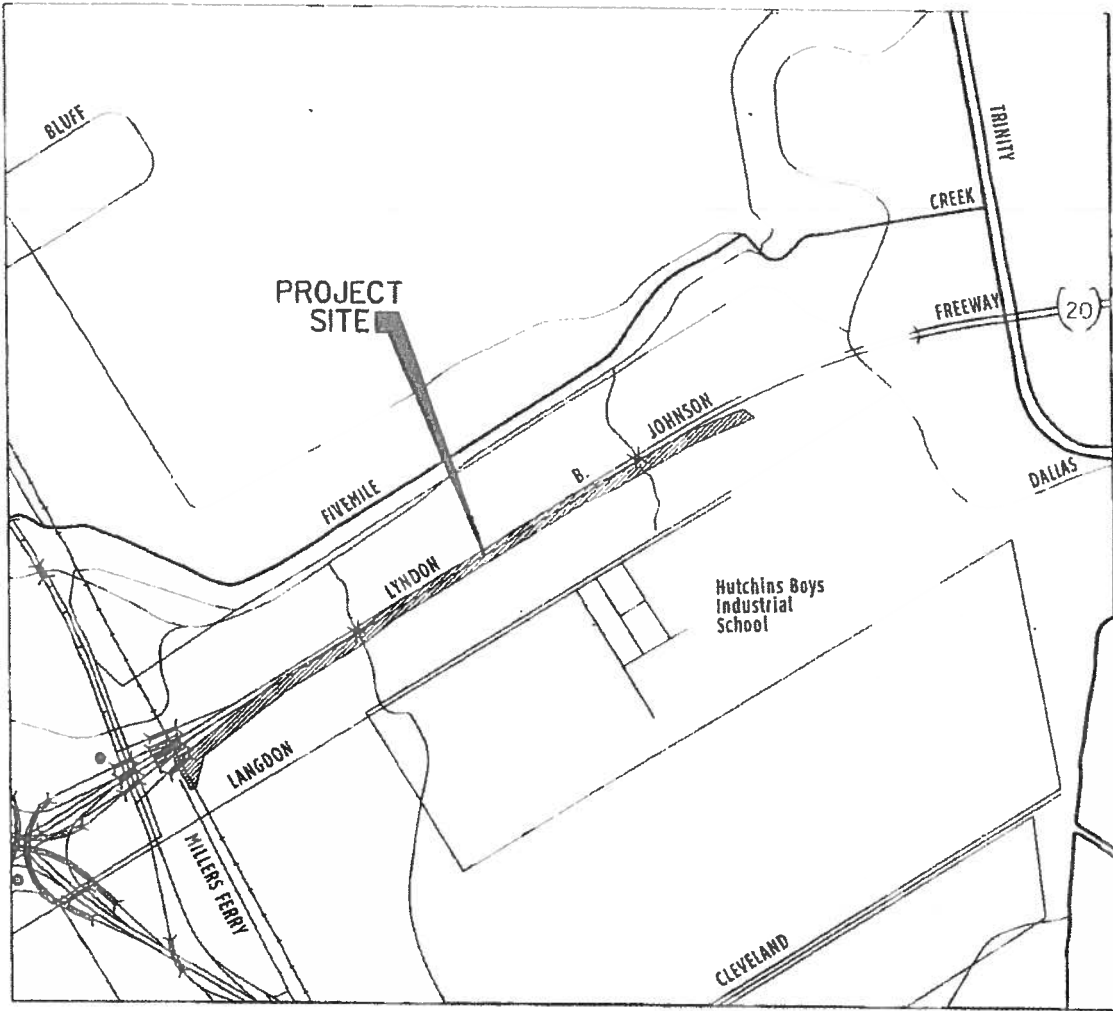 BLUFF
TRINITY
CREEK
PROJECT
SITE
FREEWAY
20
JOHNSON
B.
DALLAS
FIVEMILE
LYNDON
Hutchins Boys
Industrial
School
LANGDON
MILLERS FERRY
CLEVELAND